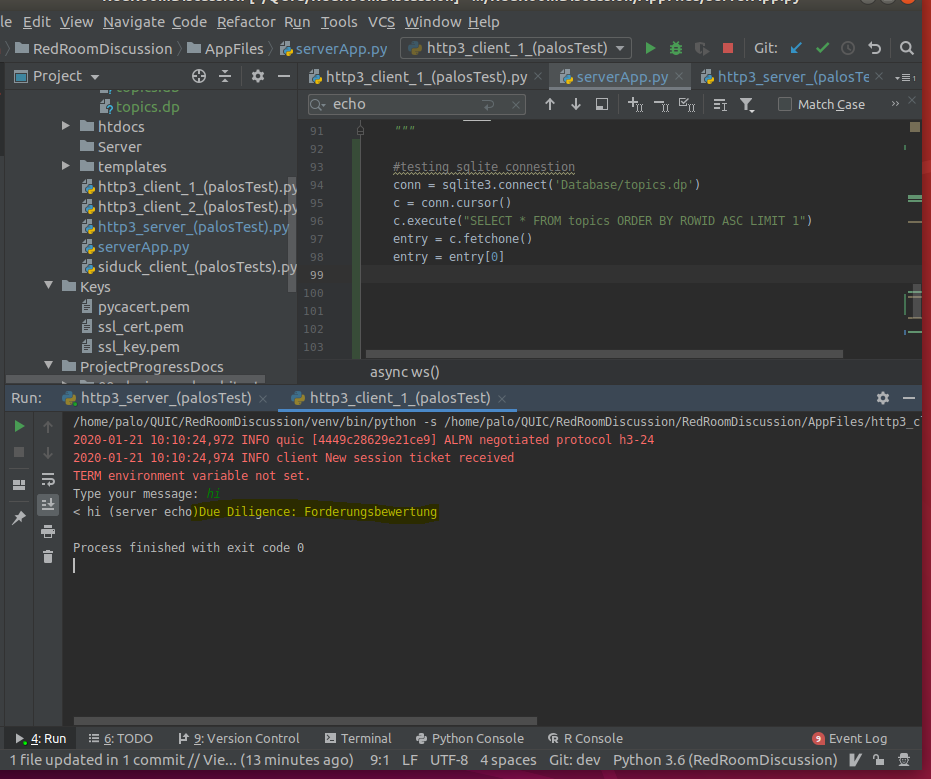 le Edit View Navigate Code Refactor Run Tools VCS Window Help
RedRoomDiscussion AppFiles serverApp.py http3_client_1_(palosTest) Git:
Project
http3_client_1_(palosTest).py serverApp.py http3_server_(palosTe
topics.dp
htdocs
Server
templates
http3_client_1_(palosTest).py
http3_client_2_(palosTest).py
http3_server_(palosTest).py
serverApp.py
siduck_client_(palosTests).py
Keys
pycacert.pem
ssl_cert.pem
ssl_key.pem
ProjectProgressDocs
echo Match Case
91 """
92
93 #testing sqlite connestion
94 conn = sqlite3.connect('Database/topics.dp')
95 c = conn.cursor()
96 c.execute("SELECT * FROM topics ORDER BY ROWID ASC LIMIT 1")
97 entry = c.fetchone()
98 entry = entry[0]
99
100
101
102
103
async ws()
Run: http3_server_(palosTest) http3_client_1_(palosTest)
/home/palo/QUIC/RedRoomDiscussion/venv/bin/python -s /home/palo/QUIC/RedRoomDiscussion/RedRoomDiscussion/AppFiles/http3_cl
2020-01-21 10:10:24,972 INFO quic [4449c28629e21ce9] ALPN negotiated protocol h3-24
2020-01-21 10:10:24,974 INFO client New session ticket received
TERM environment variable not set.
Type your message: hi
< hi (server echo)Due Diligence: Forderungsbewertung
Process finished with exit code 0
4: Run 6: TODO 9: Version Control Terminal Python Console R Console 9 Event Log
1 file updated in 1 commit // Vie... (13 minutes ago) 9:1 LF UTF-8 4 spaces Git: dev Python 3.6 (RedRoomDiscussion)